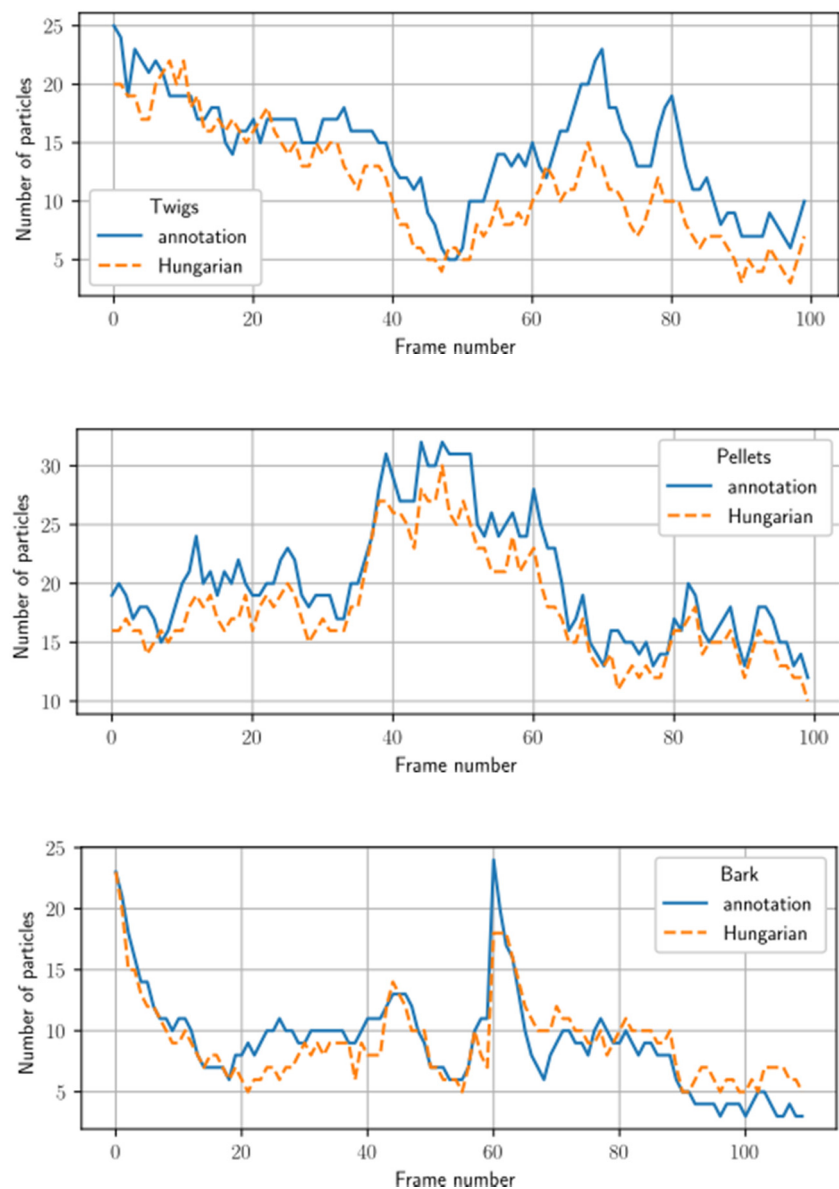 25
20
15
10
5
Number of particles
Twigs
annotation
Hungarian
0 20 40 60 80 100
Frame number
30
25
20
15
10
Number of particles
Pellets
annotation
Hungarian
0 20 40 60 80 100
Frame number
25
20
15
10
5
Number of particles
Bark
annotation
Hungarian
0 20 40 60 80 100
Frame number